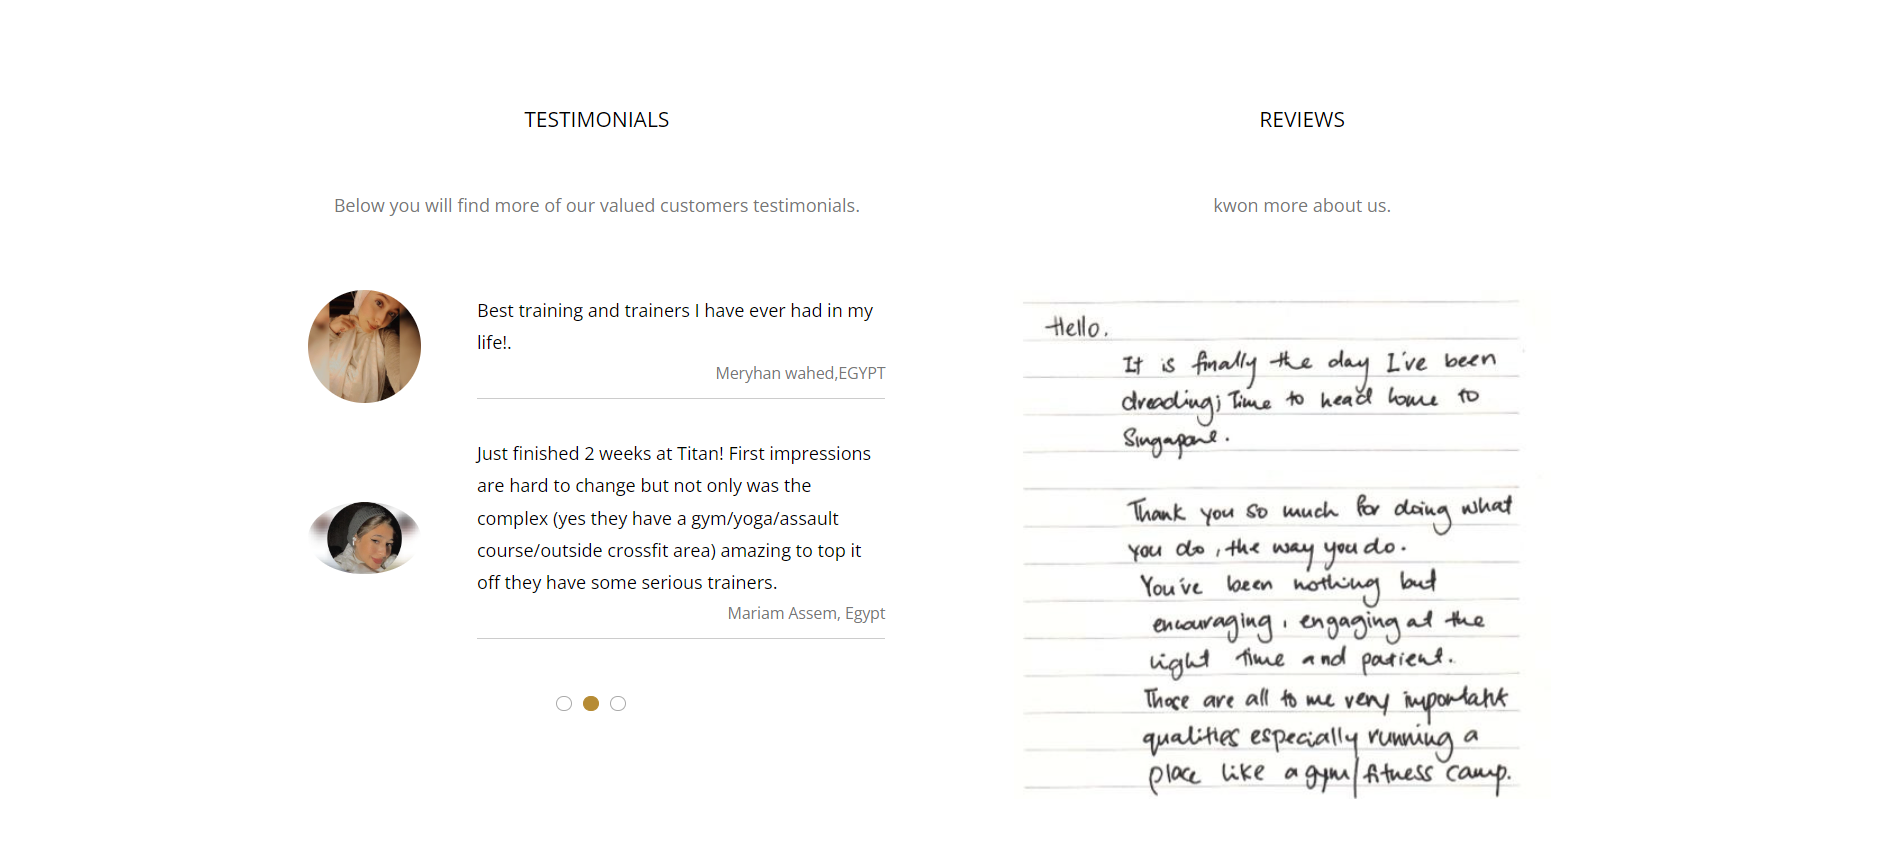 TESTIMONIALS
Below you will find more of our valued customers testimonials.
Best training and trainers I have ever had in my
life!.
Meryhan wahed,EGYPT
Just finished 2 weeks at Titan! First impressions
are hard to change but not only was the
complex (yes they have a gym/yoga/assault
course/outside crossfit area) amazing to top it
off they have some serious trainers.
Mariam Assem, Egypt
REVIEWS
kwon more about us.
Hello.
It is finally the day I've been
dreading; Time to head home to
Singapore.
Thank you so much for doing what
you do, the way you do.
You've been nothing but
encouraging, engaging at the
right time and patient.
Those are all to me very important
qualities especially running a
place like a gym/fitness camp.